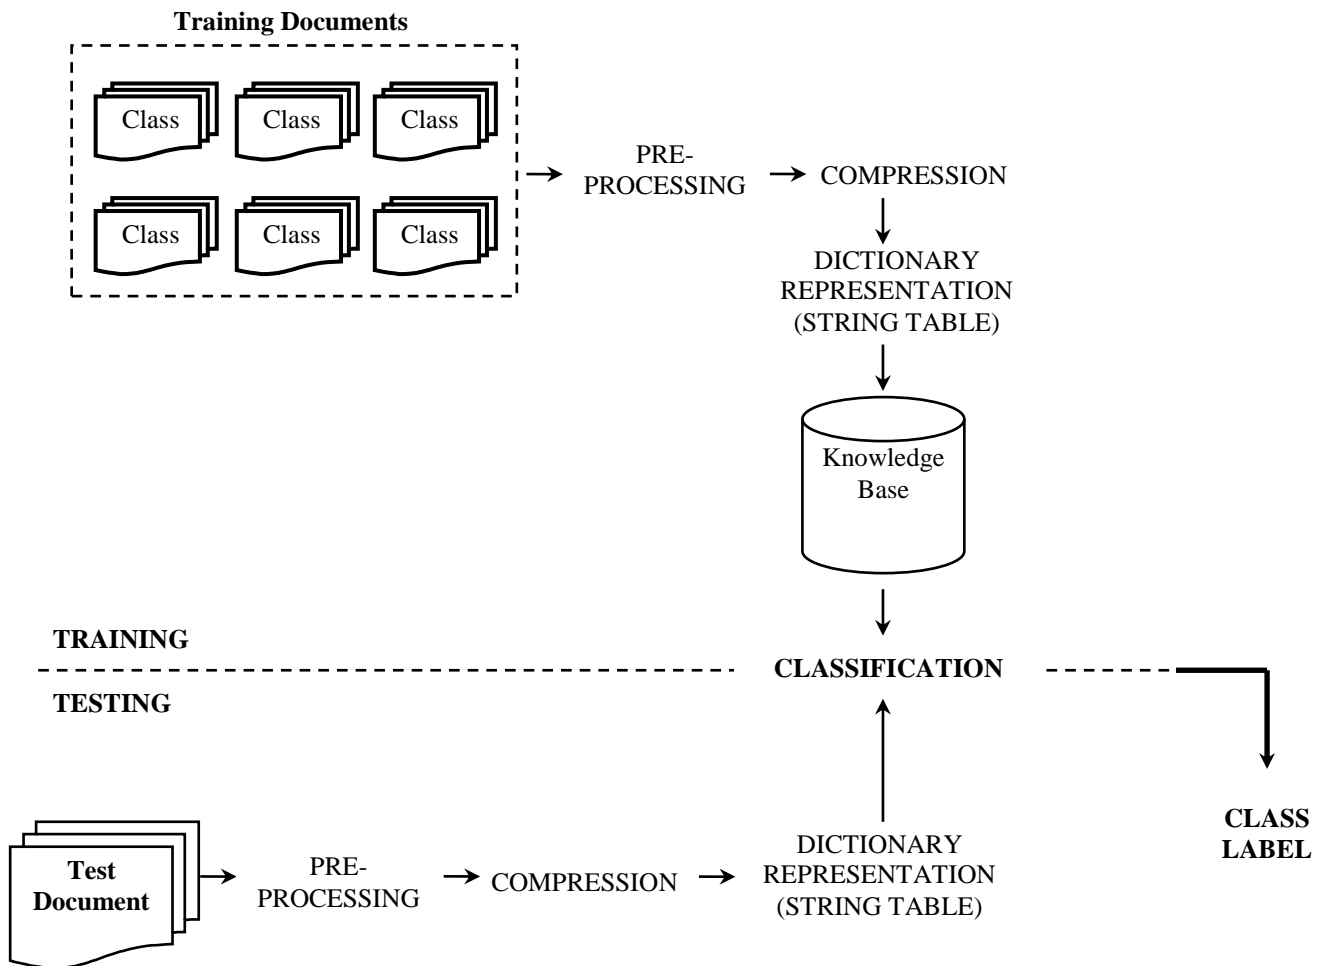 Training Documents
Class
Class
Class
Class
Class
Class
PRE-
PROCESSING
COMPRESSION
DICTIONARY
REPRESENTATION
(STRING TABLE)
Knowledge
Base
TRAINING
CLASSIFICATION
TESTING
Test
Document
PRE-
PROCESSING
COMPRESSION
DICTIONARY
REPRESENTATION
(STRING TABLE)
CLASS
LABEL